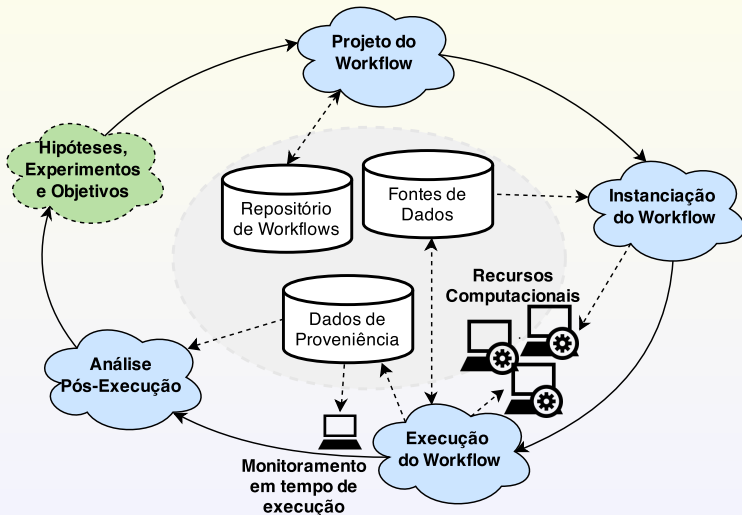 Projeto do
Workflow
Hipóteses,
Experimentos
e Objetivos
Repositório
de Workflows
Fontes de
Dados
Instanciação
do Workflow
Recursos
Computacionais
Dados de
Proveniência
Análise
Pós-Execução
Execução
do Workflow
Monitoramento
em tempo de
execução